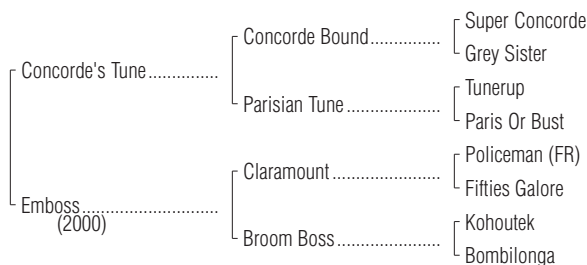 Super Concorde
Concorde Bound
Grey Sister
Concorde's Tune
Tunerup
Parisian Tune
Paris Or Bust
Policeman (FR)
Claramount
Fifties Galore
Emboss
(2000)
Kohoutek
Broom Boss
Bombilonga